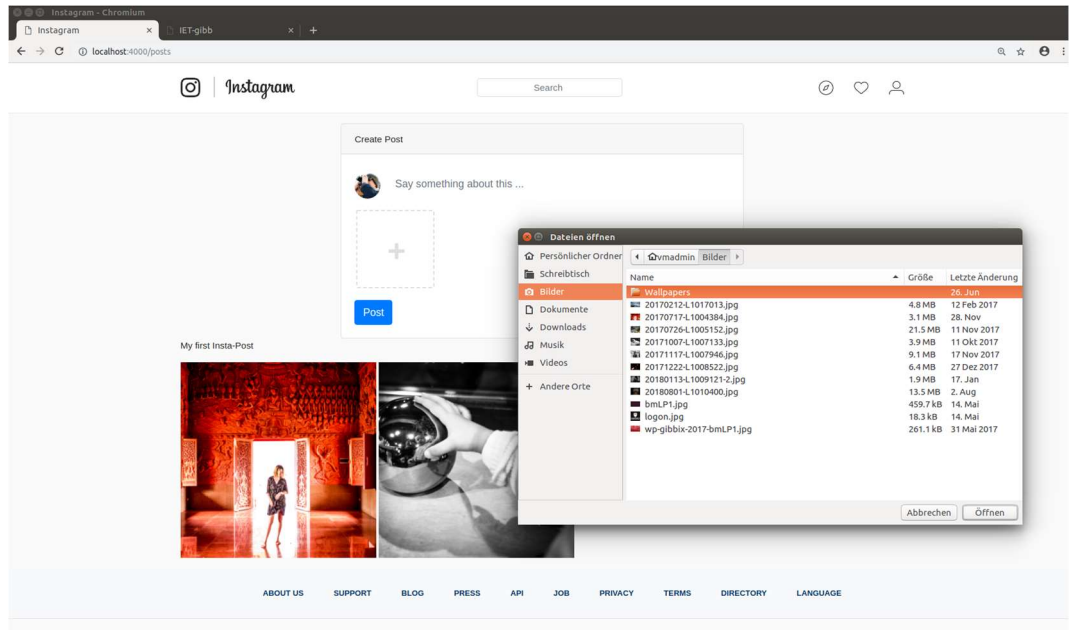 Instagram - Chromium
Instagram × IET-gibb × +
localhost:4000/posts
Instagram Search
Create Post
Say something about this ...
+
Post
My first Insta-Post
Dateien öffnen
Persönlicher Ordner
Schreibtisch
Bilder
Dokumente
Downloads
Musik
Videos
+ Andere Orte
vmadmin Bilder
Name Größe Letzte Änderung
Wallpapers 26. Jun
20170212-L1017013.jpg 4.8 MB 12 Feb 2017
20170717-L1004384.jpg 3.1 MB 28. Nov
20170726-L1005152.jpg 21.5 MB 11 Nov 2017
20171007-L1007133.jpg 3.9 MB 11 Okt 2017
20171117-L1007946.jpg 9.1 MB 17 Nov 2017
20171222-L1008522.jpg 6.4 MB 27 Dez 2017
20180113-L1009121-2.jpg 1.9 MB 17. Jan
20180801-L1010400.jpg 13.5 MB 2. Aug
bmLP1.jpg 459.7 kB 14. Mai
logon.jpg 18.3 kB 14. Mai
wp-gibbix-2017-bmLP1.jpg 261.1 kB 31 Mai 2017
Abbrechen Öffnen
ABOUT US SUPPORT BLOG PRESS API JOB PRIVACY TERMS DIRECTORY LANGUAGE